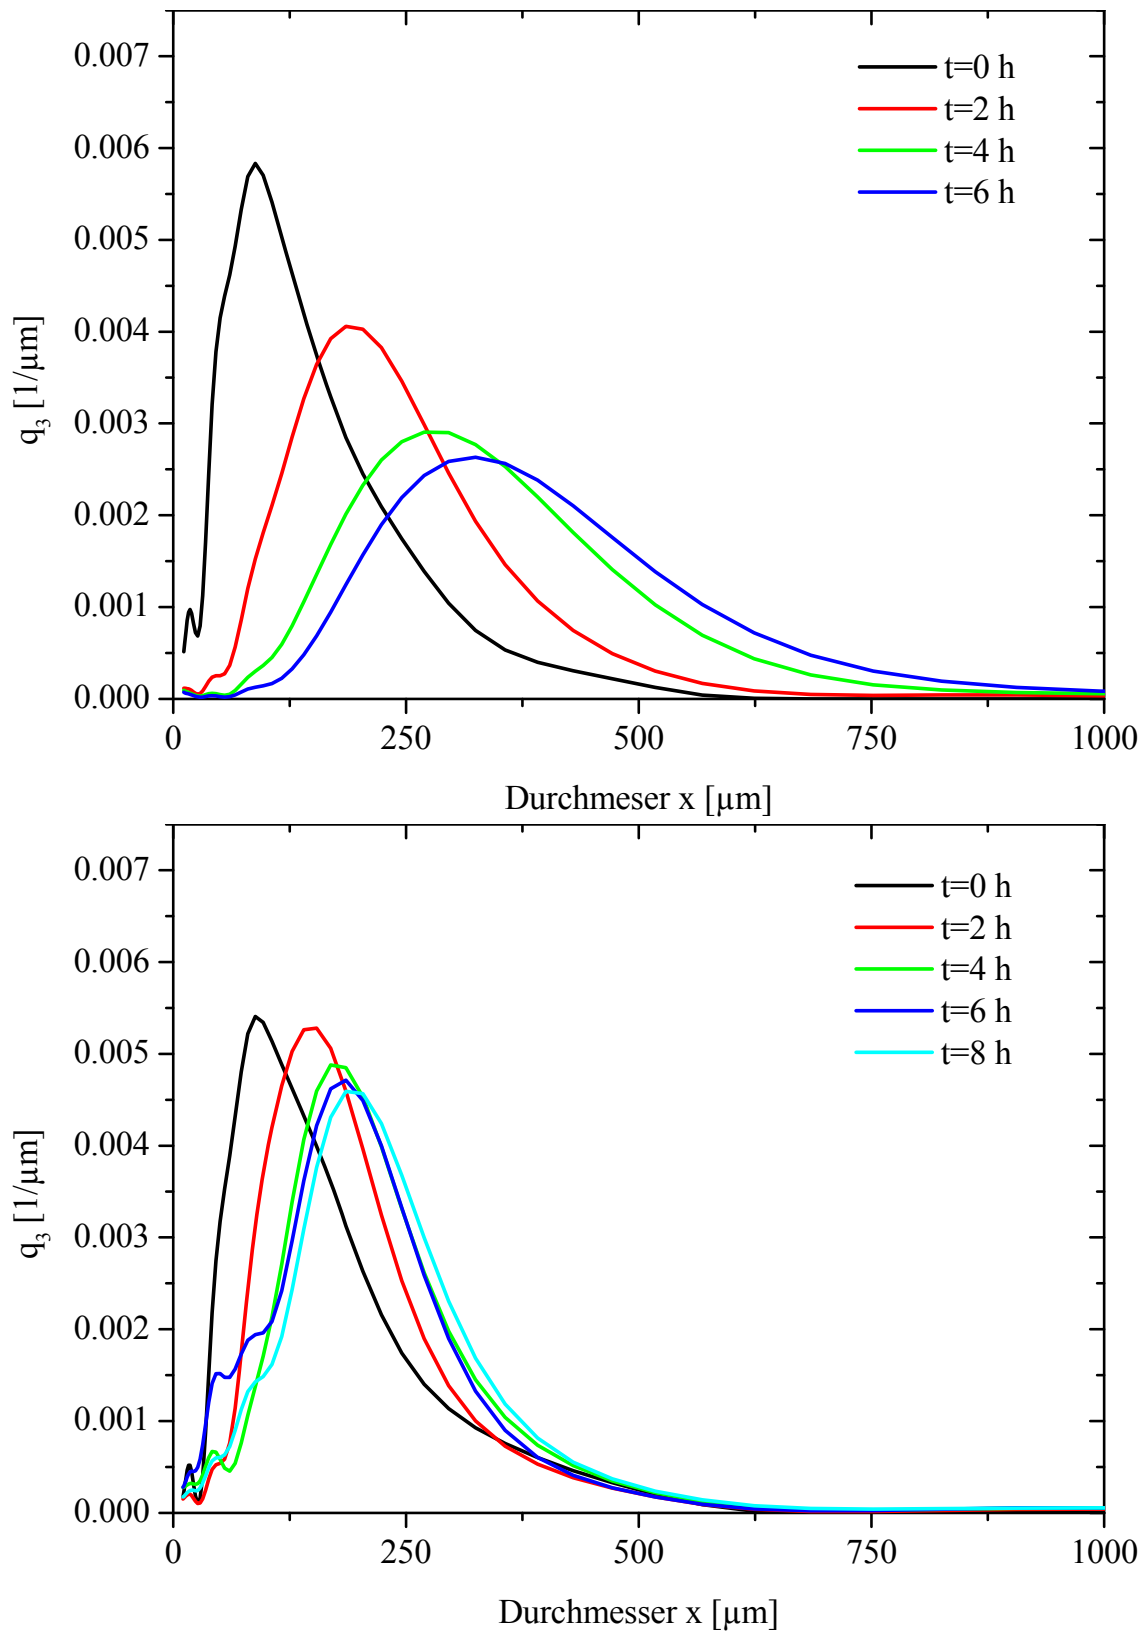 0.007
0.006
0.005
0.004
0.003
0.002
0.001
0.000
q3 [1/µm]
t=0 h
t=2 h
t=4 h
t=6 h
0 250 500 750 1000
Durchmeser x [µm]
0.007
0.006
0.005
0.004
0.003
0.002
0.001
0.000
q3 [1/µm]
t=0 h
t=2 h
t=4 h
t=6 h
t=8 h
0 250 500 750 1000
Durchmesser x [µm]